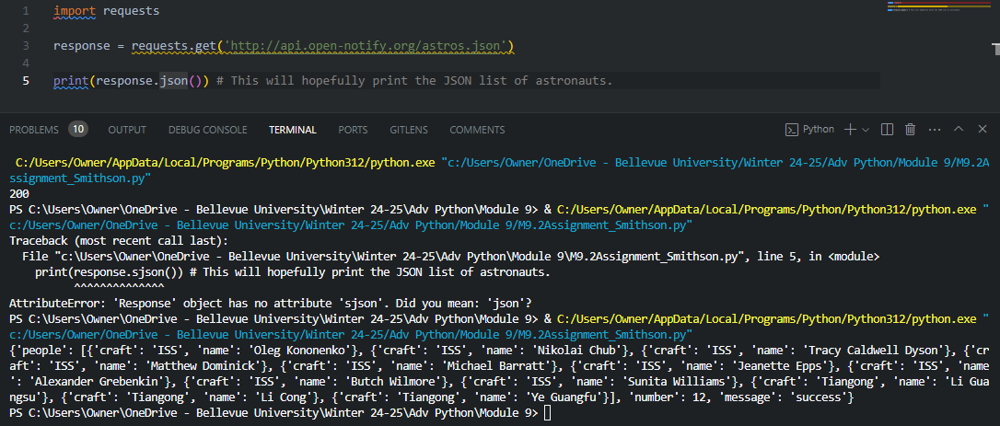 1 import requests
2
3 response = requests.get('http://api.open-notify.org/astros.json')
4
5 print(response.json()) # This will hopefully print the JSON list of astronauts.
PROBLEMS 10 OUTPUT DEBUG CONSOLE TERMINAL PORTS GITLENS COMMENTS Python
C:/Users/Owner/AppData/Local/Programs/Python/Python312/python.exe "c:/Users/Owner/OneDrive - Bellevue University/Winter 24-25/Adv Python/Module 9/M9.2A
ssignment_Smithson.py"
200
PS C:\Users\Owner\OneDrive - Bellevue University\Winter 24-25\Adv Python\Module 9> & C:/Users/Owner/AppData/Local/Programs/Python/Python312/python.exe "
c:/Users/Owner/OneDrive - Bellevue University/Winter 24-25/Adv Python/Module 9/M9.2Assignment_Smithson.py"
Traceback (most recent call last):
  File "c:\Users\Owner\OneDrive - Bellevue University\Winter 24-25\Adv Python\Module 9\M9.2Assignment_Smithson.py", line 5, in <module>
    print(response.sjson()) # This will hopefully print the JSON list of astronauts.
          ^^^^^^^^^^^^^^
AttributeError: 'Response' object has no attribute 'sjson'. Did you mean: 'json'?
PS C:\Users\Owner\OneDrive - Bellevue University\Winter 24-25\Adv Python\Module 9> & C:/Users/Owner/AppData/Local/Programs/Python/Python312/python.exe "
c:/Users/Owner/OneDrive - Bellevue University/Winter 24-25/Adv Python/Module 9/M9.2Assignment_Smithson.py"
{'people': [{'craft': 'ISS', 'name': 'Oleg Kononenko'}, {'craft': 'ISS', 'name': 'Nikolai Chub'}, {'craft': 'ISS', 'name': 'Tracy Caldwell Dyson'}, {'cr
aft': 'ISS', 'name': 'Matthew Dominick'}, {'craft': 'ISS', 'name': 'Michael Barratt'}, {'craft': 'ISS', 'name': 'Jeanette Epps'}, {'craft': 'ISS', 'name
': 'Alexander Grebenkin'}, {'craft': 'ISS', 'name': 'Butch Wilmore'}, {'craft': 'ISS', 'name': 'Sunita Williams'}, {'craft': 'Tiangong', 'name': 'Li Gua
ngsu'}, {'craft': 'Tiangong', 'name': 'Li Cong'}, {'craft': 'Tiangong', 'name': 'Ye Guangfu'}], 'number': 12, 'message': 'success'}
PS C:\Users\Owner\OneDrive - Bellevue University\Winter 24-25\Adv Python\Module 9>